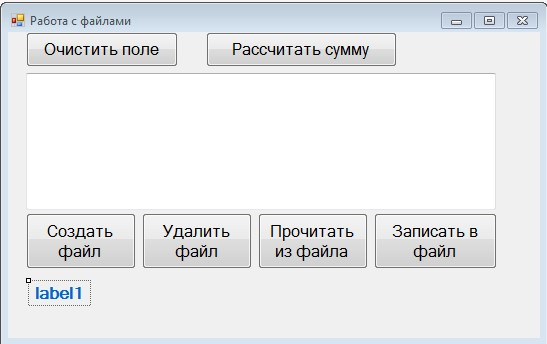 Работа с файлами
Очистить поле Рассчитать сумму
Создать Удалить Прочитать Записать в
файл файл из файла файл
label1